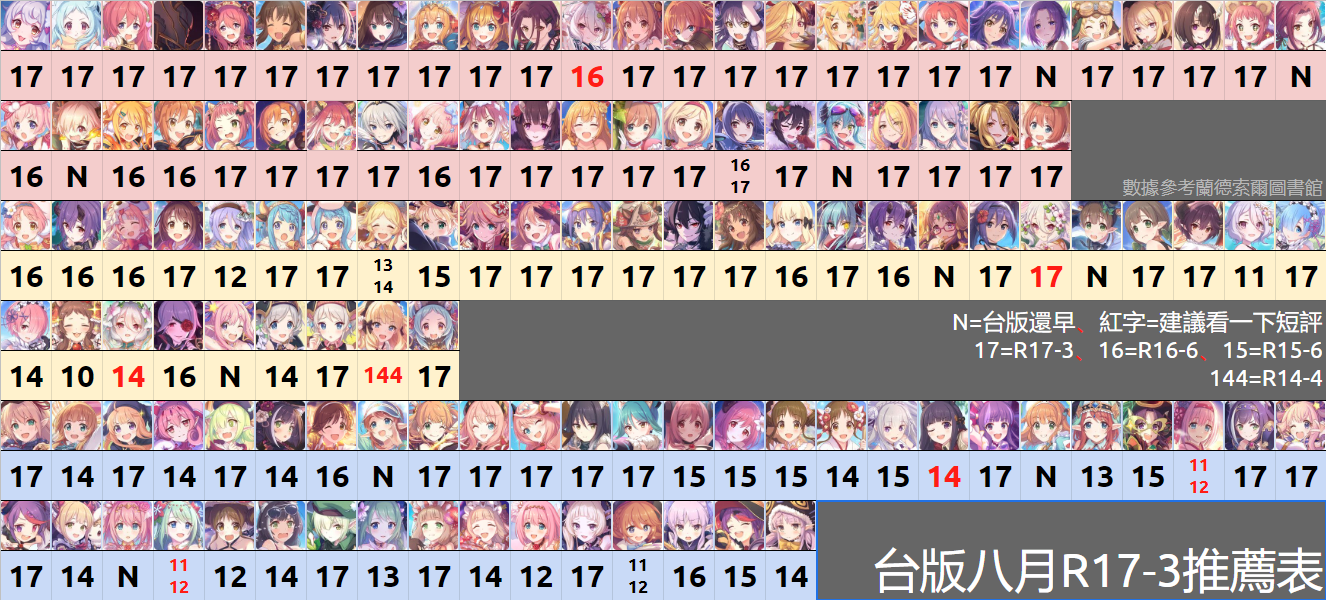 17 17 17 17 17 17 17 17 17 17 17 16 17 17 17 17 17 17 17 17 N 17 17 17 17 N
16 N 16 16 17 17 17 17 16 17 17 17 17 17 16 17 N 17 17 17 17
17
數據參考蘭德索爾圖書館
16 16 16 17 12 17 17 13 15 17 17 17 17 17 17 16 17 16 N 17 17 N 17 17 11 17
14
N=台版還早、紅字=建議看一下短評
17=R17-3、16=R16-6、15=R15-6
144=R14-4
14 10 14 16 N 14 17 144 17
17 14 17 14 17 14 16 N 17 17 17 17 17 15 15 15 14 15 14 17 N 13 15 11 17 17
12
17 14 N 11 12 14 17 13 17 14 12 17 11 16 15 14
12 12
台版八月R17-3推薦表